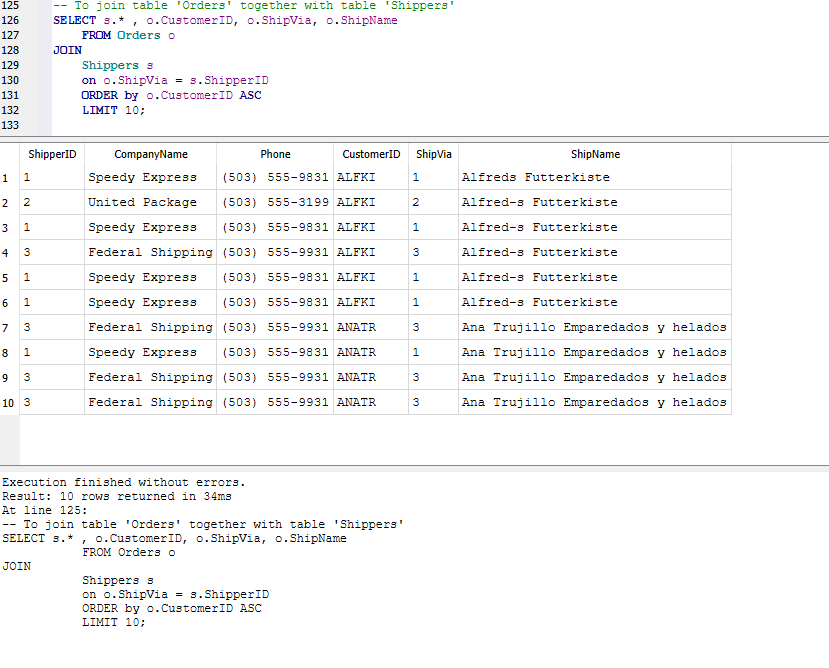 125 -- To join table 'Orders' together with table 'Shippers'
126 SELECT s.* , o.CustomerID, o.ShipVia, o.ShipName
127 FROM Orders o
128 JOIN
129 Shippers s
130 on o.ShipVia = s.ShipperID
131 ORDER by o.CustomerID ASC
132 LIMIT 10;
133
ShipperID CompanyName Phone CustomerID ShipVia ShipName
1 1 Speedy Express (503) 555-9831 ALFKI 1 Alfreds Futterkiste
2 2 United Package (503) 555-3199 ALFKI 2 Alfred-s Futterkiste
3 1 Speedy Express (503) 555-9831 ALFKI 1 Alfred-s Futterkiste
4 3 Federal Shipping (503) 555-9931 ALFKI 3 Alfred-s Futterkiste
5 1 Speedy Express (503) 555-9831 ALFKI 1 Alfred-s Futterkiste
6 1 Speedy Express (503) 555-9831 ALFKI 1 Alfred-s Futterkiste
7 3 Federal Shipping (503) 555-9931 ANATR 3 Ana Trujillo Emparedados y helados
8 1 Speedy Express (503) 555-9831 ANATR 1 Ana Trujillo Emparedados y helados
9 3 Federal Shipping (503) 555-9931 ANATR 3 Ana Trujillo Emparedados y helados
10 3 Federal Shipping (503) 555-9931 ANATR 3 Ana Trujillo Emparedados y helados
Execution finished without errors.
Result: 10 rows returned in 34ms
At line 125:
-- To join table 'Orders' together with table 'Shippers'
SELECT s.* , o.CustomerID, o.ShipVia, o.ShipName
FROM Orders o
JOIN
Shippers s
on o.ShipVia = s.ShipperID
ORDER by o.CustomerID ASC
LIMIT 10;